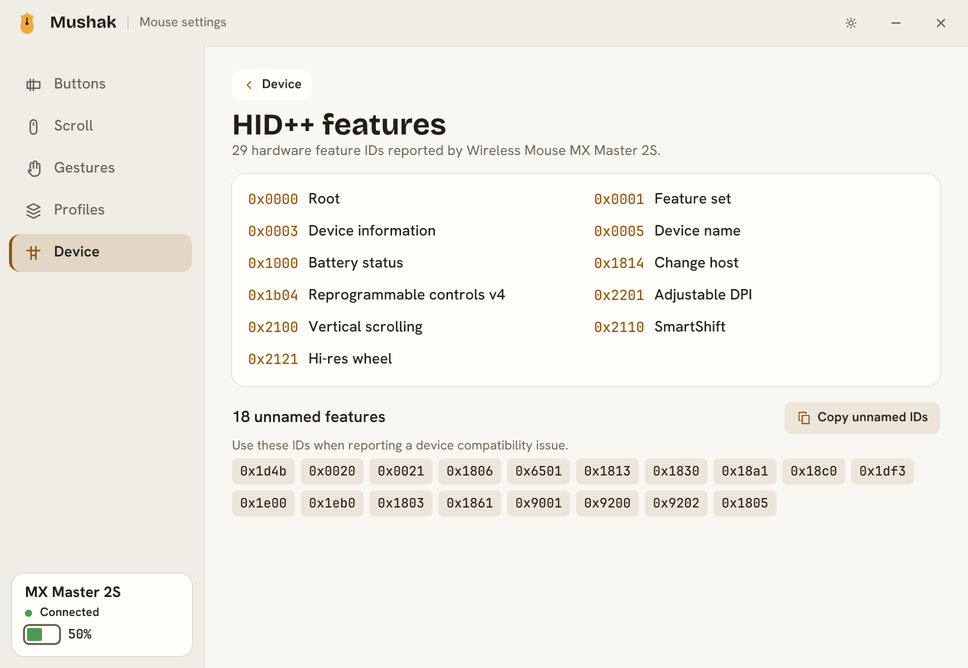 Mushak | Mouse settings
Buttons
Scroll
Gestures
Profiles
Device
MX Master 2S
Connected
50%
Device
HID++ features
29 hardware feature IDs reported by Wireless Mouse MX Master 2S.
0x0000 Root 0x0001 Feature set
0x0003 Device information 0x0005 Device name
0x1000 Battery status 0x1814 Change host
0x1b04 Reprogrammable controls v4 0x2201 Adjustable DPI
0x2100 Vertical scrolling 0x2110 SmartShift
0x2121 Hi-res wheel
18 unnamed features Copy unnamed IDs
Use these IDs when reporting a device compatibility issue.
0x1d4b 0x0020 0x0021 0x1806 0x6501 0x1813 0x1830 0x18a1 0x18c0 0x1df3
0x1e00 0x1eb0 0x1803 0x1861 0x9001 0x9200 0x9202 0x1805